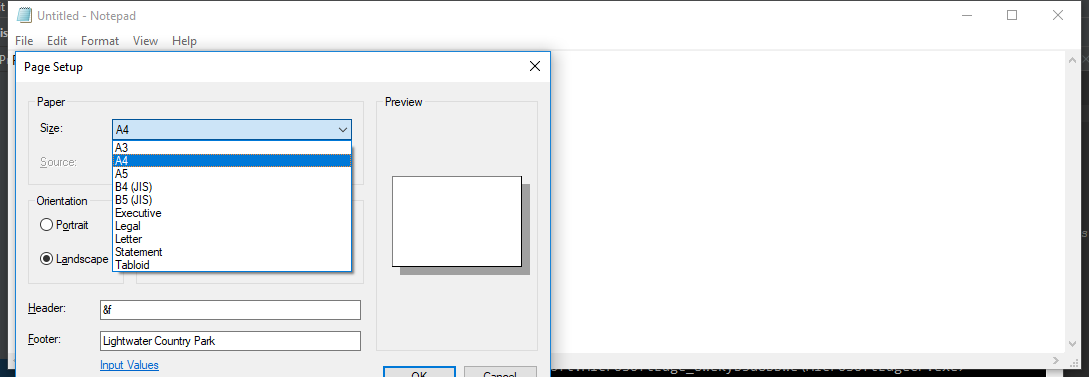 Untitled - Notepad
File Edit Format View Help
Page Setup
Paper
Preview
Size:
A4
A3
A4
A5
B4 (JIS)
B5 (JIS)
Executive
Legal
Letter
Statement
Tabloid
Source:
Orientation
Portrait
Landscape
Header:
&f
Footer:
Lightwater Country Park
Input Values
OK
Cancel